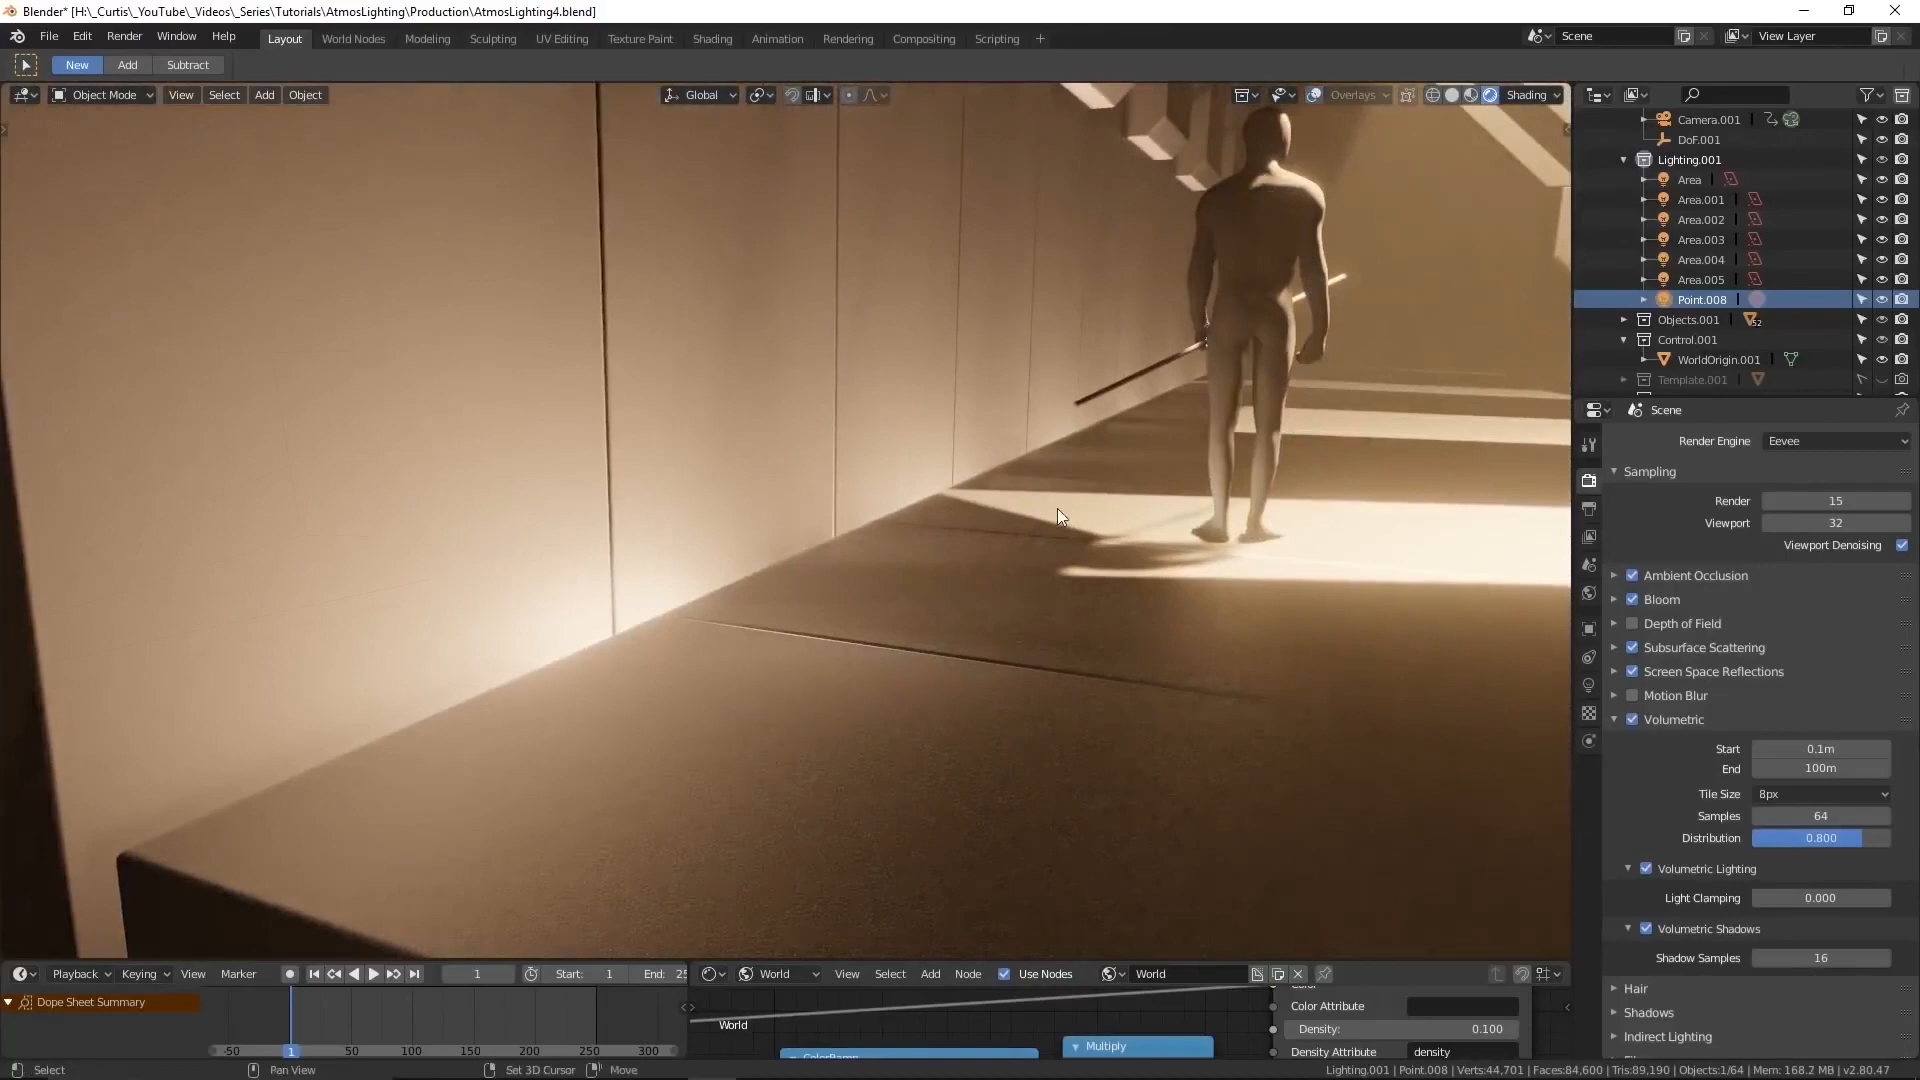 Blender* [H:\_Curtis\_YouTube\_Videos\_Series\Tutorials\AtmosLighting\Production\AtmosLighting4.blend]
File Edit Render Window Help Layout World Nodes Modeling Sculpting UV Editing Texture Paint Shading Animation Rendering Compositing Scripting + Scene View Layer
New Add Subtract
Object Mode View Select Add Object Global Overlays Shading
Camera.001
DoF.001
Lighting.001
Area
Area.001
Area.002
Area.003
Area.004
Area.005
Point.008
Objects.001 52
Control.001
WorldOrigin.001
Template.001
Scene
Render Engine Eevee
Sampling
Render 15
Viewport 32
Viewport Denoising
Ambient Occlusion
Bloom
Depth of Field
Subsurface Scattering
Screen Space Reflections
Motion Blur
Volumetric
Start 0.1m
End 100m
Tile Size 8px
Samples 64
Distribution 0.800
Volumetric Lighting
Light Clamping 0.000
Volumetric Shadows
Shadow Samples 16
Hair
Shadows
Indirect Lighting
Playback Keying View Marker 1 Start: 1 End: 25
Dope Sheet Summary
-50 1 50 100 150 200 250 300
World View Select Add Node Use Nodes World
World
Color Attribute
Density: 0.100
Density Attribute density
ColorRamp
Multiply
Select Pan View Set 3D Cursor Move Lighting.001 | Point.008 | Verts:44,701 | Faces:84,600 | Tris:89,190 | Objects:1/64 | Mem: 168.2 MB | v2.80.47